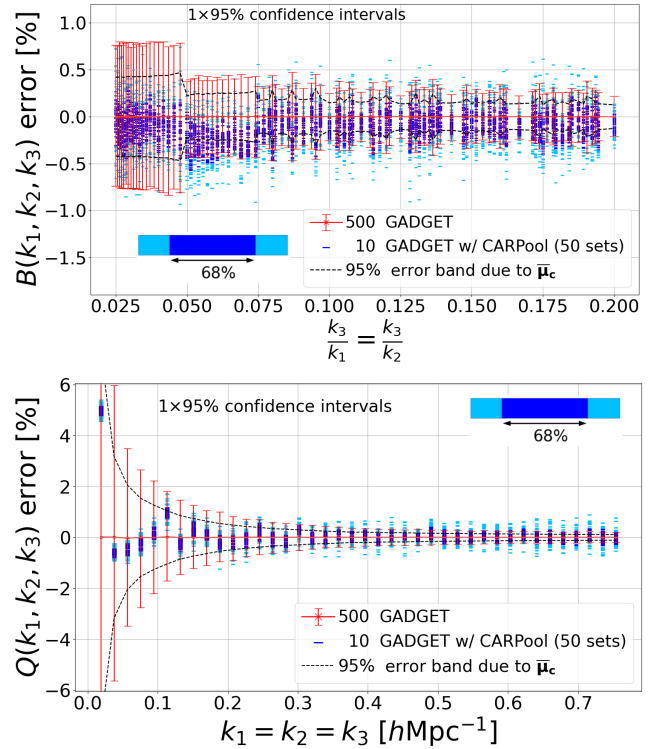 1×95% confidence intervals
B(k₁, k₂, k₃) error [%]
1.0
0.5
0.0
−0.5
−1.0
−1.5
68%
500 GADGET
10 GADGET w/ CARPool (50 sets)
95% error band due to μ̅c
0.025 0.050 0.075 0.100 0.125 0.150 0.175 0.200
k₃/k₁ = k₃/k₂
Q(k₁, k₂, k₃) error [%]
6
4
2
0
−2
−4
−6
1×95% confidence intervals
68%
500 GADGET
10 GADGET w/ CARPool (50 sets)
95% error band due to μ̅c
0.0 0.1 0.2 0.3 0.4 0.5 0.6 0.7
k₁ = k₂ = k₃ [hMpc⁻¹]